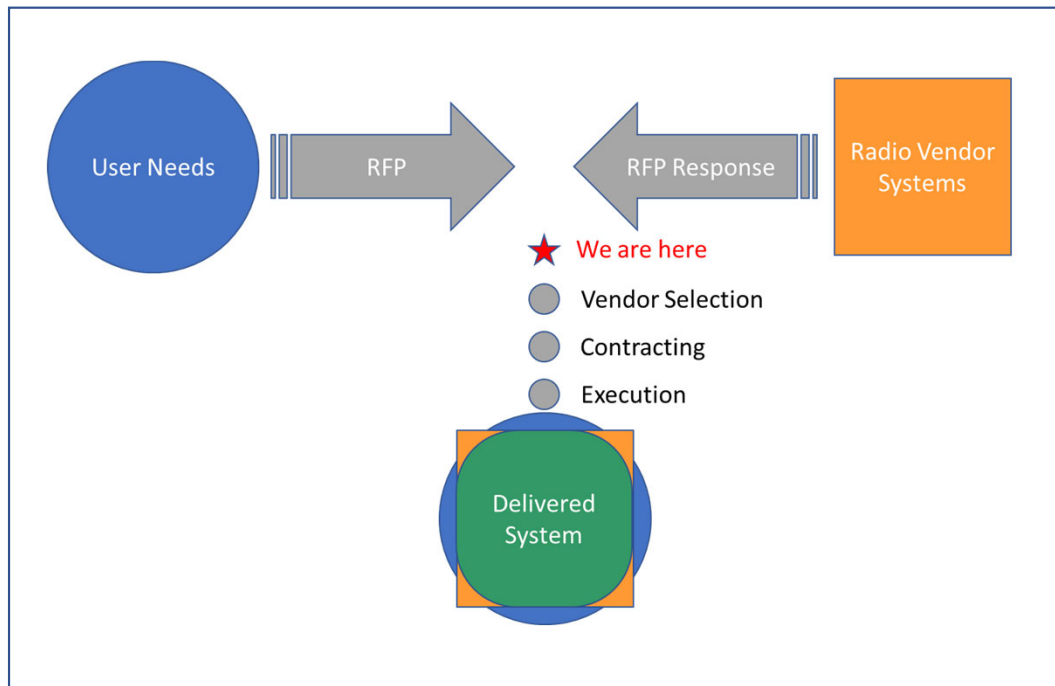 User Needs
RFP
RFP Response
Radio Vendor
Systems
We are here
Vendor Selection
Contracting
Execution
Delivered
System